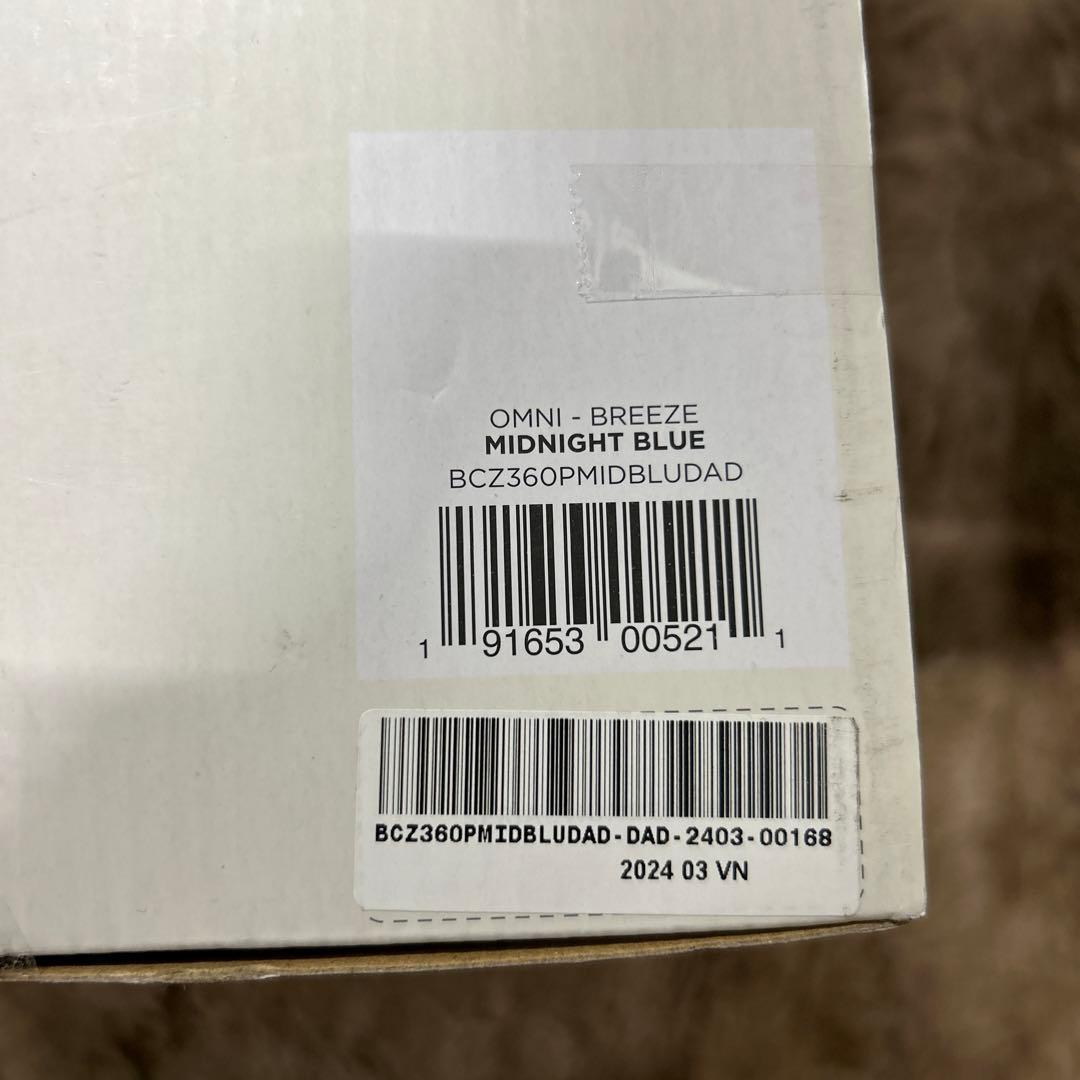 OMNI - BREEZE
MIDNIGHT BLUE
BCZ360PMIDBLUDAD
1 91653 00521 1
BCZ360PMIDBLUDAD-DAD-2403-00168
2024 03 VN